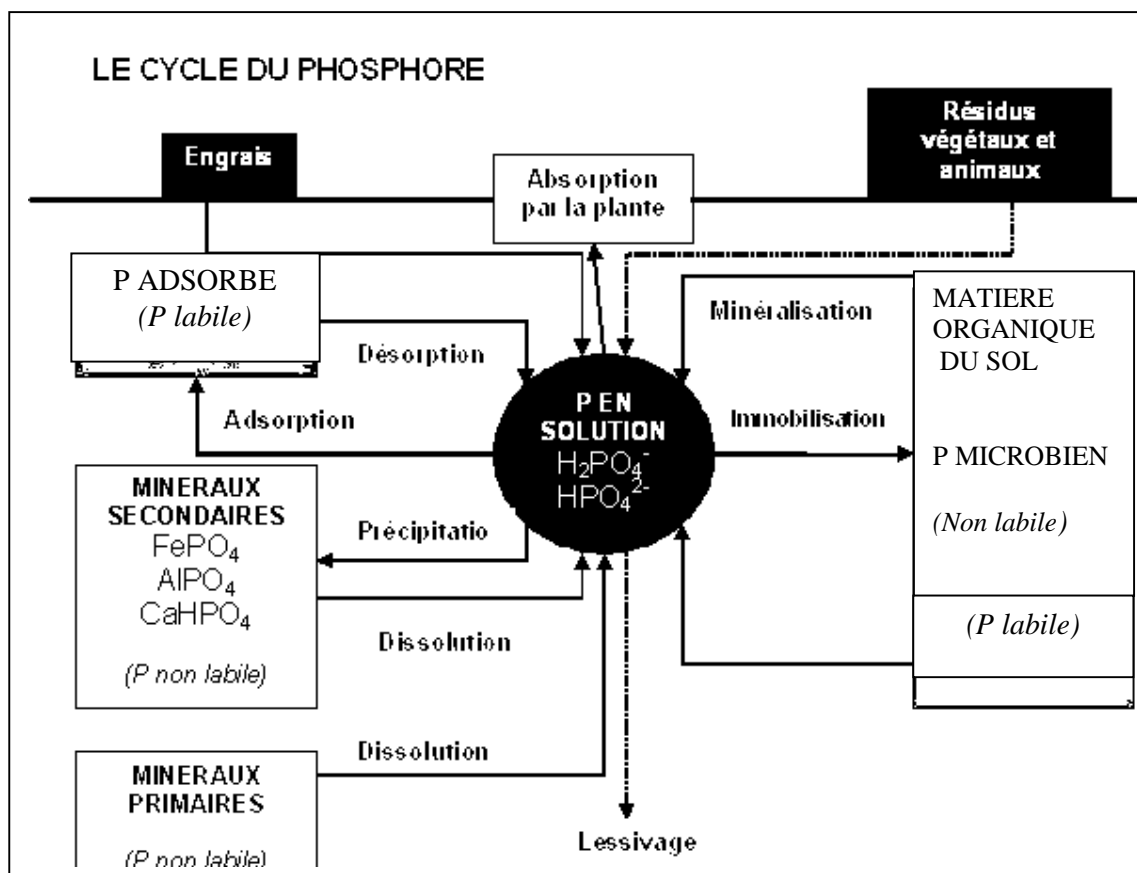 LE CYCLE DU PHOSPHORE
Engrais
Absorption
par la plante
Résidus
végétaux et
animaux
P ADSORBE
(P labile)
Désorption
Adsorption
Minéralisation
Immobilisation
MATIERE
ORGANIQUE
DU SOL
P MICROBIEN
(Non labile)
(P labile)
P EN
SOLUTION
H₂PO₄⁻
HPO₄²⁻
MINERAUX
SECONDAIRES
FePO₄
AlPO₄
CaHPO₄
(P non labile)
Précipitatio
Dissolution
Dissolution
MINERAUX
PRIMAIRES
(P non labile)
Lessivage